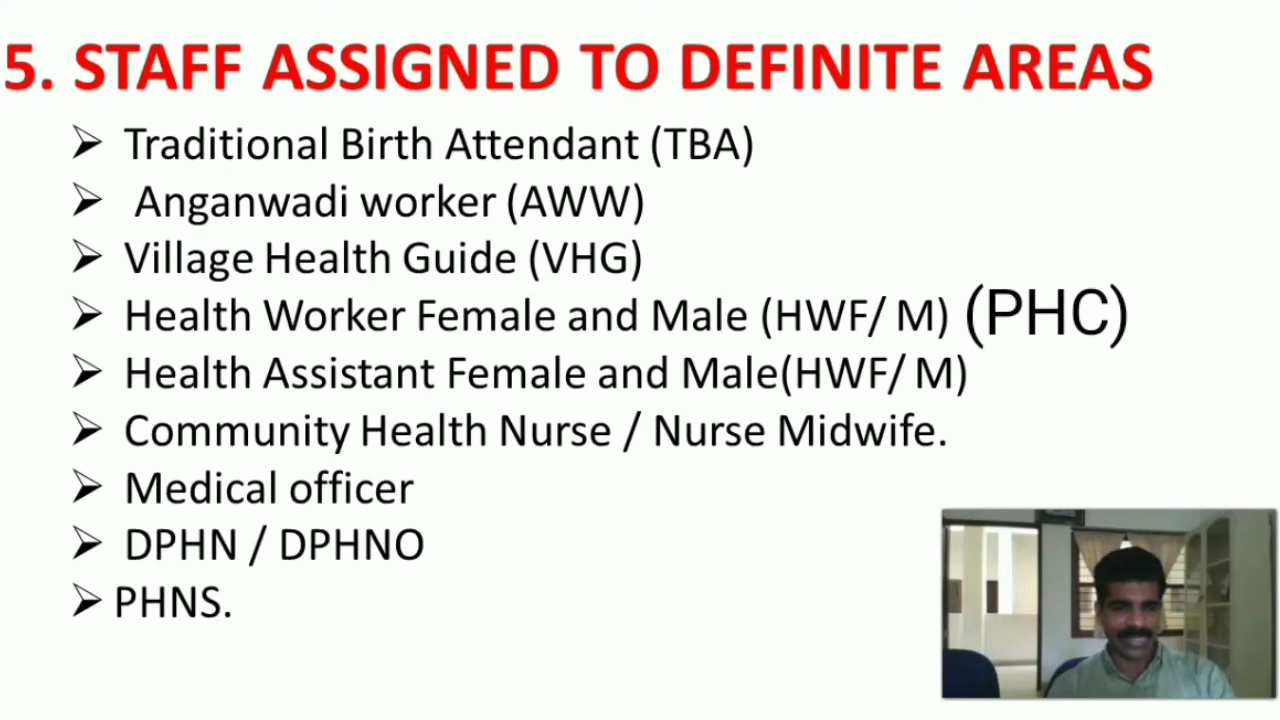 5. STAFF ASSIGNED TO DEFINITE AREAS
➢ Traditional Birth Attendant (TBA)
➢ Anganwadi worker (AWW)
➢ Village Health Guide (VHG)
➢ Health Worker Female and Male (HWF/ M) (PHC)
➢ Health Assistant Female and Male(HWF/ M)
➢ Community Health Nurse / Nurse Midwife.
➢ Medical officer
➢ DPHN / DPHNO
➢ PHNS.